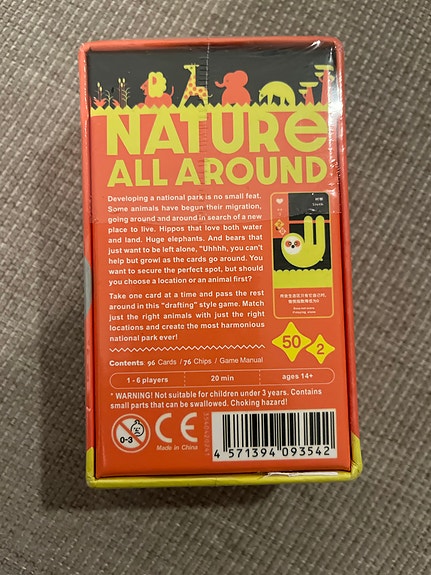 NATURE
ALL AROUND
Developing a national park is no small feat.
Some animals have begun their migration,
going around and around in search of a new
place to live. Hippos that love both water
and land. Huge elephants. And bears that
just want to be left alone, "Uhhhh, you can't
help but growl as the cards go around. You
want to secure the perfect spot, but should
you choose a location or an animal first?
Take one card at a time and pass the rest
around in this "drafting" style game. Match
just the right animals with just the right
locations and create the most harmonious
national park ever!
50
2
Contents: 96 Cards / 76 Chips / Game Manual
1 - 6 players
20 min
ages 14+
* WARNING! Not suitable for children under 3 years. Contains
small parts that can be swallowed. Choking hazard!
0-3
CE
Made in China
4 571394 093542